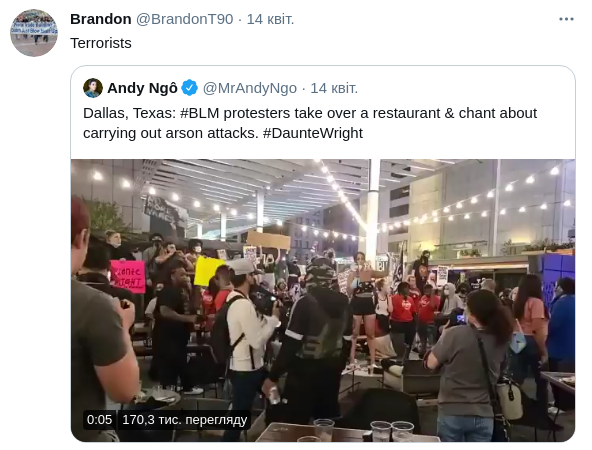 Brandon @BrandonT90 · 14 квіт.
Terrorists
Andy Ngô @MrAndyNgo · 14 квіт.
Dallas, Texas: #BLM protesters take over a restaurant & chant about
carrying out arson attacks. #DaunteWright
0:05 170,3 тис. перегляду